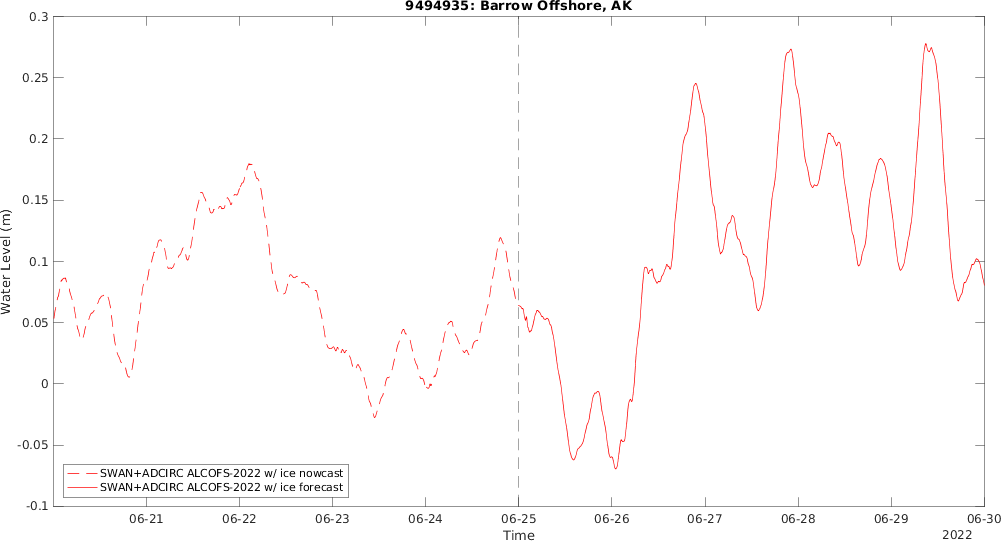 9494935: Barrow Offshore, AK
Water Level (m)
0.3
0.25
0.2
0.15
0.1
0.05
0
-0.05
-0.1
SWAN+ADCIRC ALCOFS-2022 w/ ice nowcast
SWAN+ADCIRC ALCOFS-2022 w/ ice forecast
06-21 06-22 06-23 06-24 06-25 06-26 06-27 06-28 06-29 06-30
Time
2022